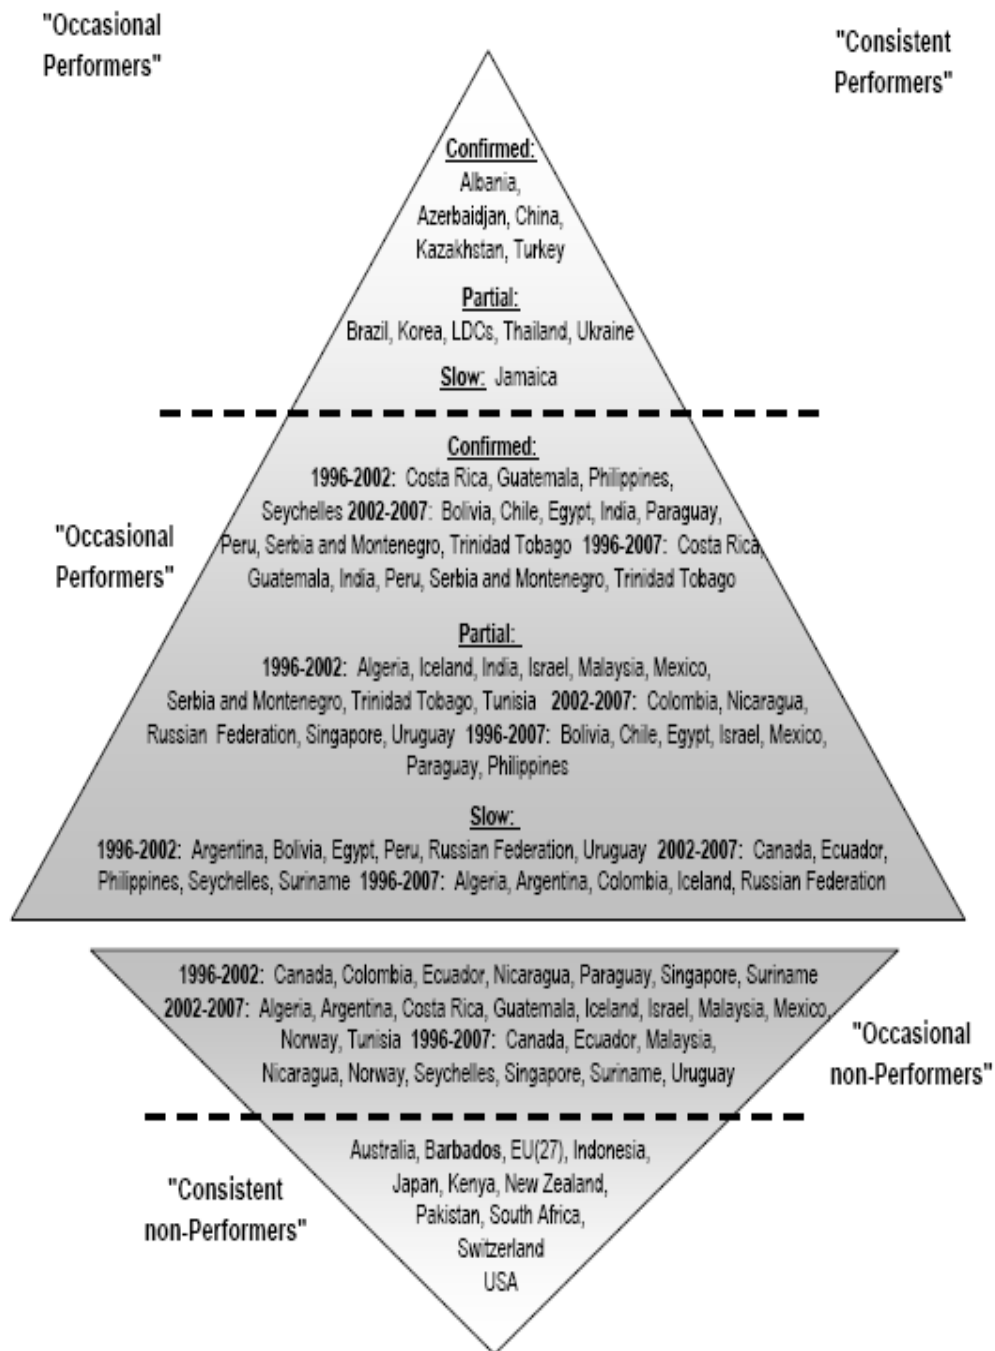 "Occasional
Performers"
"Consistent
Performers"
Confirmed:
Albania,
Azerbaidjan, China,
Kazakhstan, Turkey
Partial:
Brazil, Korea, LDCs, Thailand, Ukraine
Slow: Jamaica
Confirmed:
1996-2002: Costa Rica, Guatemala, Philippines,
Seychelles 2002-2007: Bolivia, Chile, Egypt, India, Paraguay,
Peru, Serbia and Montenegro, Trinidad Tobago 1996-2007: Costa Rica,
Guatemala, India, Peru, Serbia and Montenegro, Trinidad Tobago
"Occasional
Performers"
Partial:
1996-2002: Algeria, Iceland, India, Israel, Malaysia, Mexico,
Serbia and Montenegro, Trinidad Tobago, Tunisia 2002-2007: Colombia, Nicaragua,
Russian Federation, Singapore, Uruguay 1996-2007: Bolivia, Chile, Egypt, Israel, Mexico,
Paraguay, Philippines
Slow:
1996-2002: Argentina, Bolivia, Egypt, Peru, Russian Federation, Uruguay 2002-2007: Canada, Ecuador,
Philippines, Seychelles, Suriname 1996-2007: Algeria, Argentina, Colombia, Iceland, Russian Federation
1996-2002: Canada, Colombia, Ecuador, Nicaragua, Paraguay, Singapore, Suriname
2002-2007: Algeria, Argentina, Costa Rica, Guatemala, Iceland, Israel, Malaysia, Mexico,
Norway, Tunisia 1996-2007: Canada, Ecuador, Malaysia,
Nicaragua, Norway, Seychelles, Singapore, Suriname, Uruguay
"Occasional
non-Performers"
Australia, Barbados, EU(27), Indonesia,
Japan, Kenya, New Zealand,
Pakistan, South Africa,
Switzerland
USA
"Consistent
non-Performers"